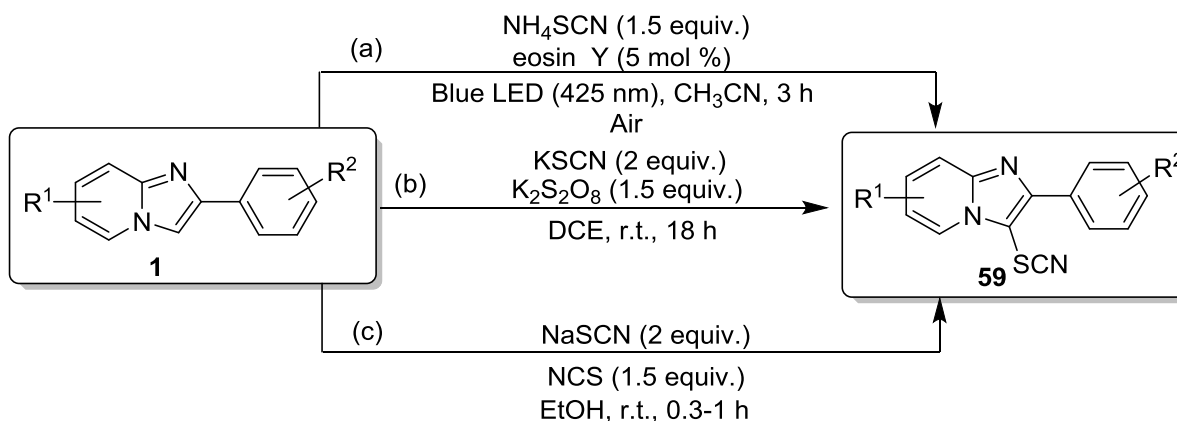 (a)
NH₄SCN (1.5 equiv.)
eosin Y (5 mol %)
Blue LED (425 nm), CH₃CN, 3 h
Air
R¹
N
N
R²
1
(b)
KSCN (2 equiv.)
K₂S₂O₈ (1.5 equiv.)
DCE, r.t., 18 h
R¹
N
N
R²
SCN
59
(c)
NaSCN (2 equiv.)
NCS (1.5 equiv.)
EtOH, r.t., 0.3-1 h